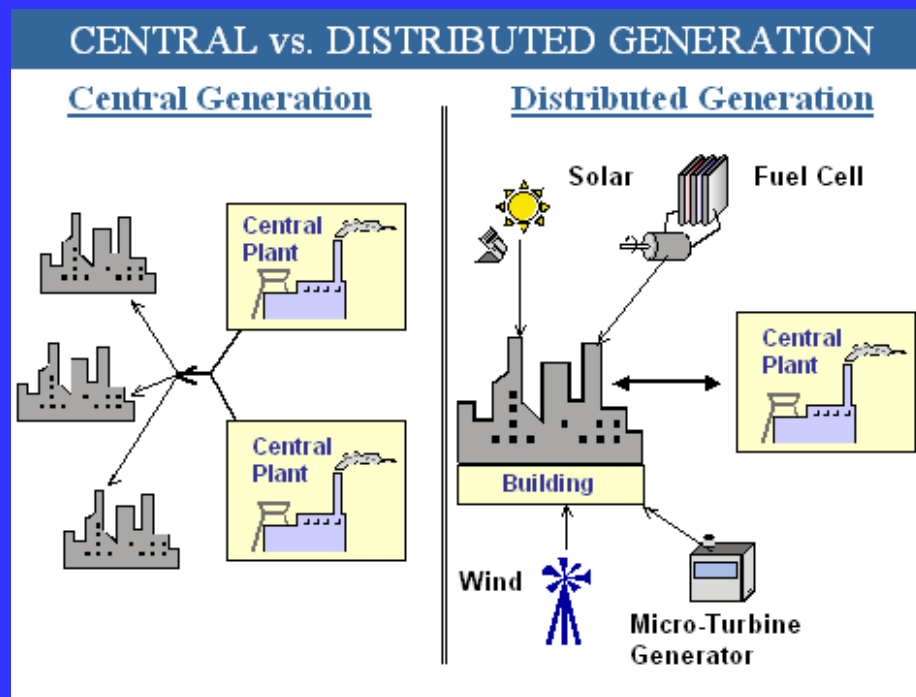 CENTRAL vs. DISTRIBUTED GENERATION
Central Generation
Central
Plant
Central
Plant
Distributed Generation
Solar
Fuel Cell
Central
Plant
Building
Wind
Micro-Turbine
Generator